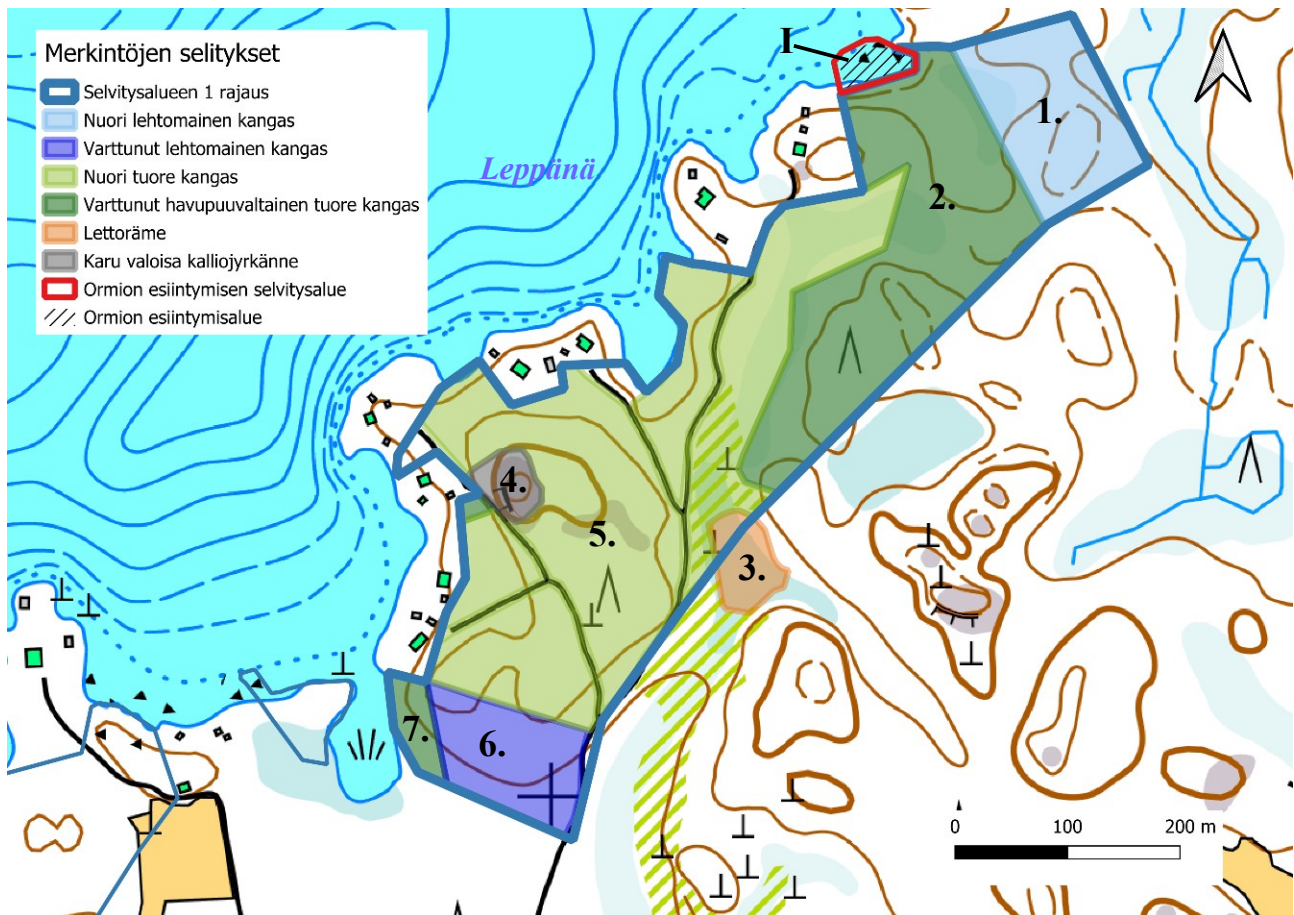 Merkintöjen selitykset
Selvitysalueen 1 rajaus
Nuori lehtomainen kangas
Varttunut lehtomainen kangas
Nuori tuore kangas
Varttunut havupuuvaltainen tuore kangas
Lettoräme
Karu valoisa kalliojyrkänne
Ormion esiintymisen selvitysalue
Ormion esiintymisalue
I
1.
Leppänä
2.
4.
5.
3.
7.
6.
0 100 200 m